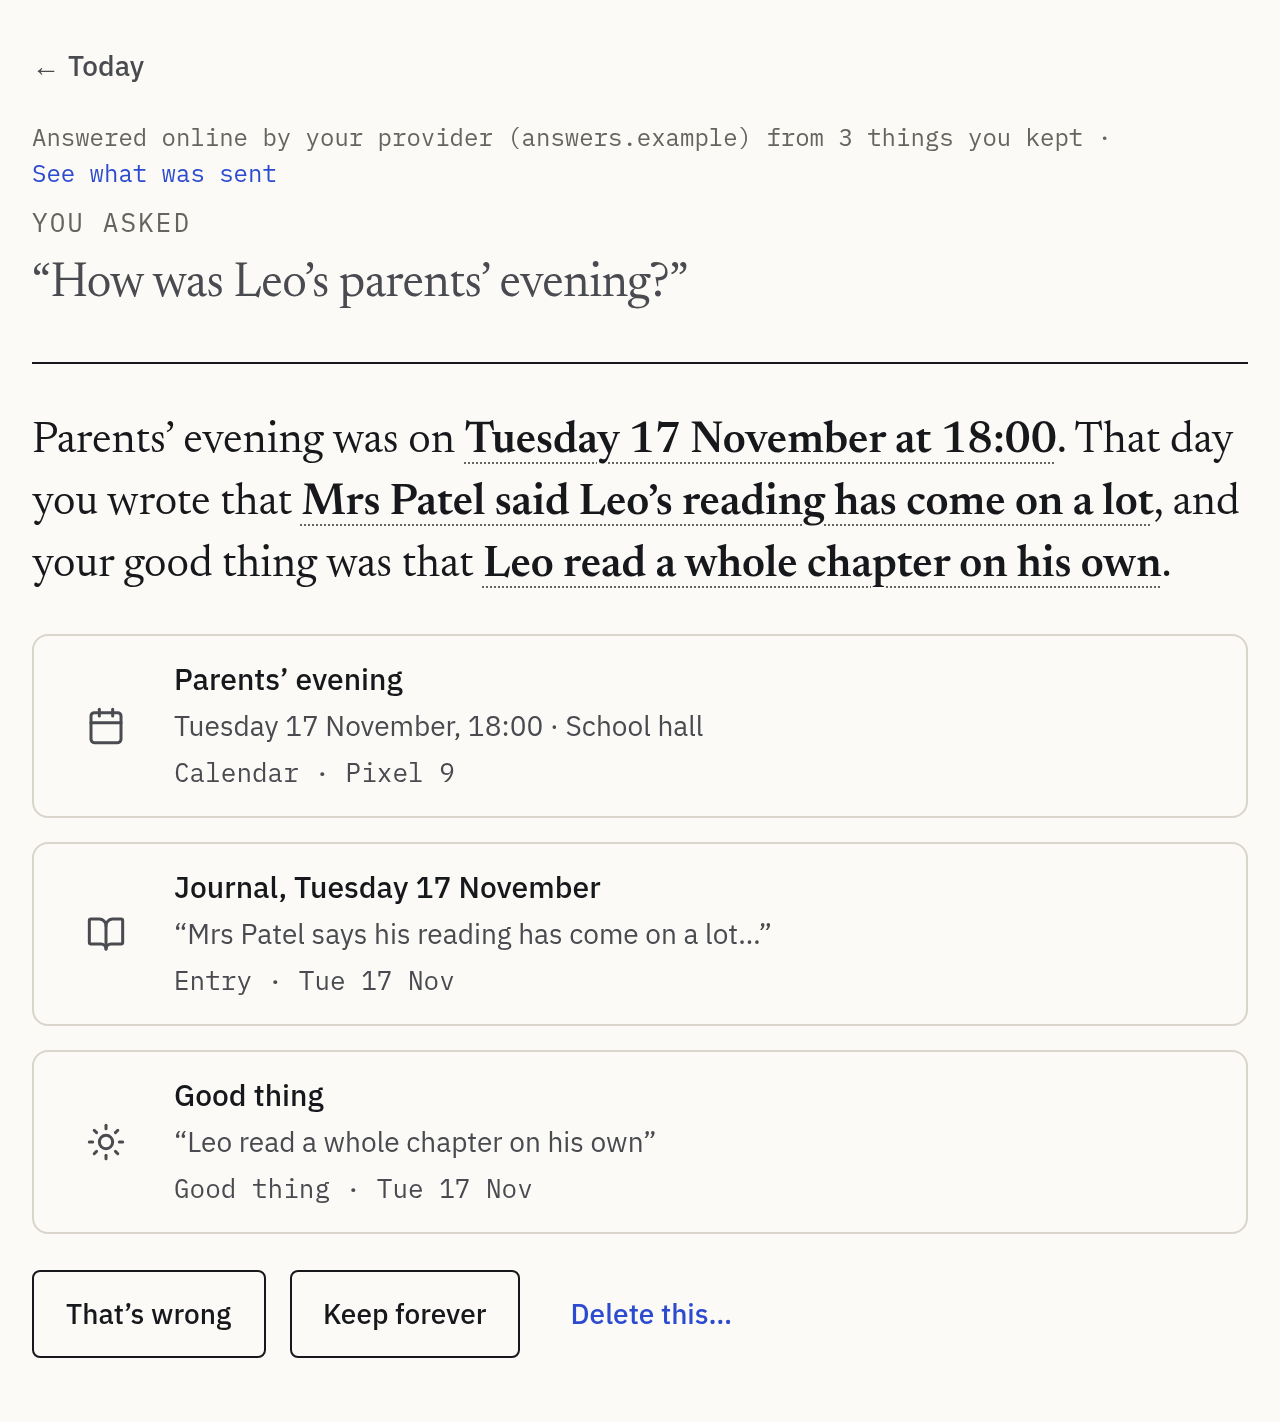 ← Today
Answered online by your provider (answers.example) from 3 things you kept ·
See what was sent
YOU ASKED
“How was Leo’s parents’ evening?”
Parents’ evening was on Tuesday 17 November at 18:00. That day
you wrote that Mrs Patel said Leo’s reading has come on a lot, and
your good thing was that Leo read a whole chapter on his own.
Parents’ evening
Tuesday 17 November, 18:00 · School hall
Calendar · Pixel 9
Journal, Tuesday 17 November
“Mrs Patel says his reading has come on a lot…”
Entry · Tue 17 Nov
Good thing
“Leo read a whole chapter on his own”
Good thing · Tue 17 Nov
That’s wrong
Keep forever
Delete this…